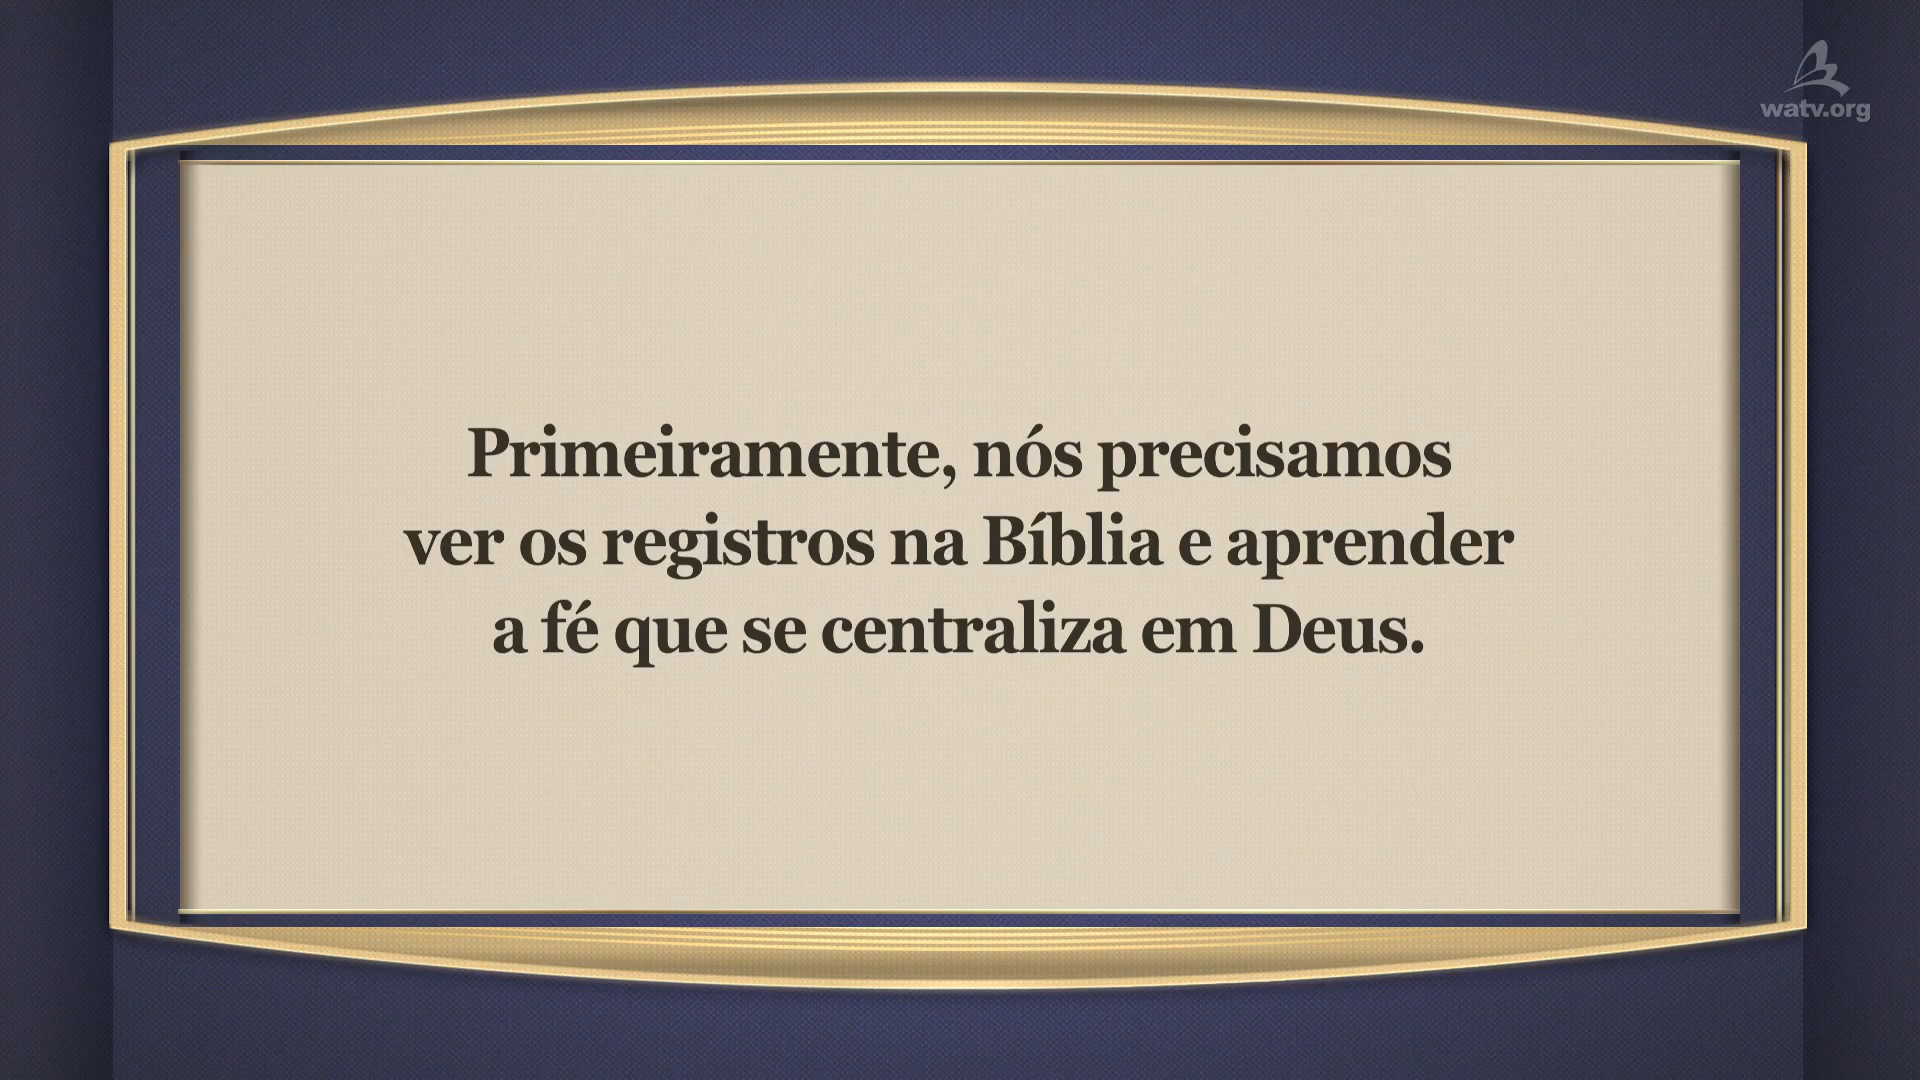 watv.org
Primeiramente, nós precisamos
ver os registros na Bíblia e aprender
a fé que se centraliza em Deus.